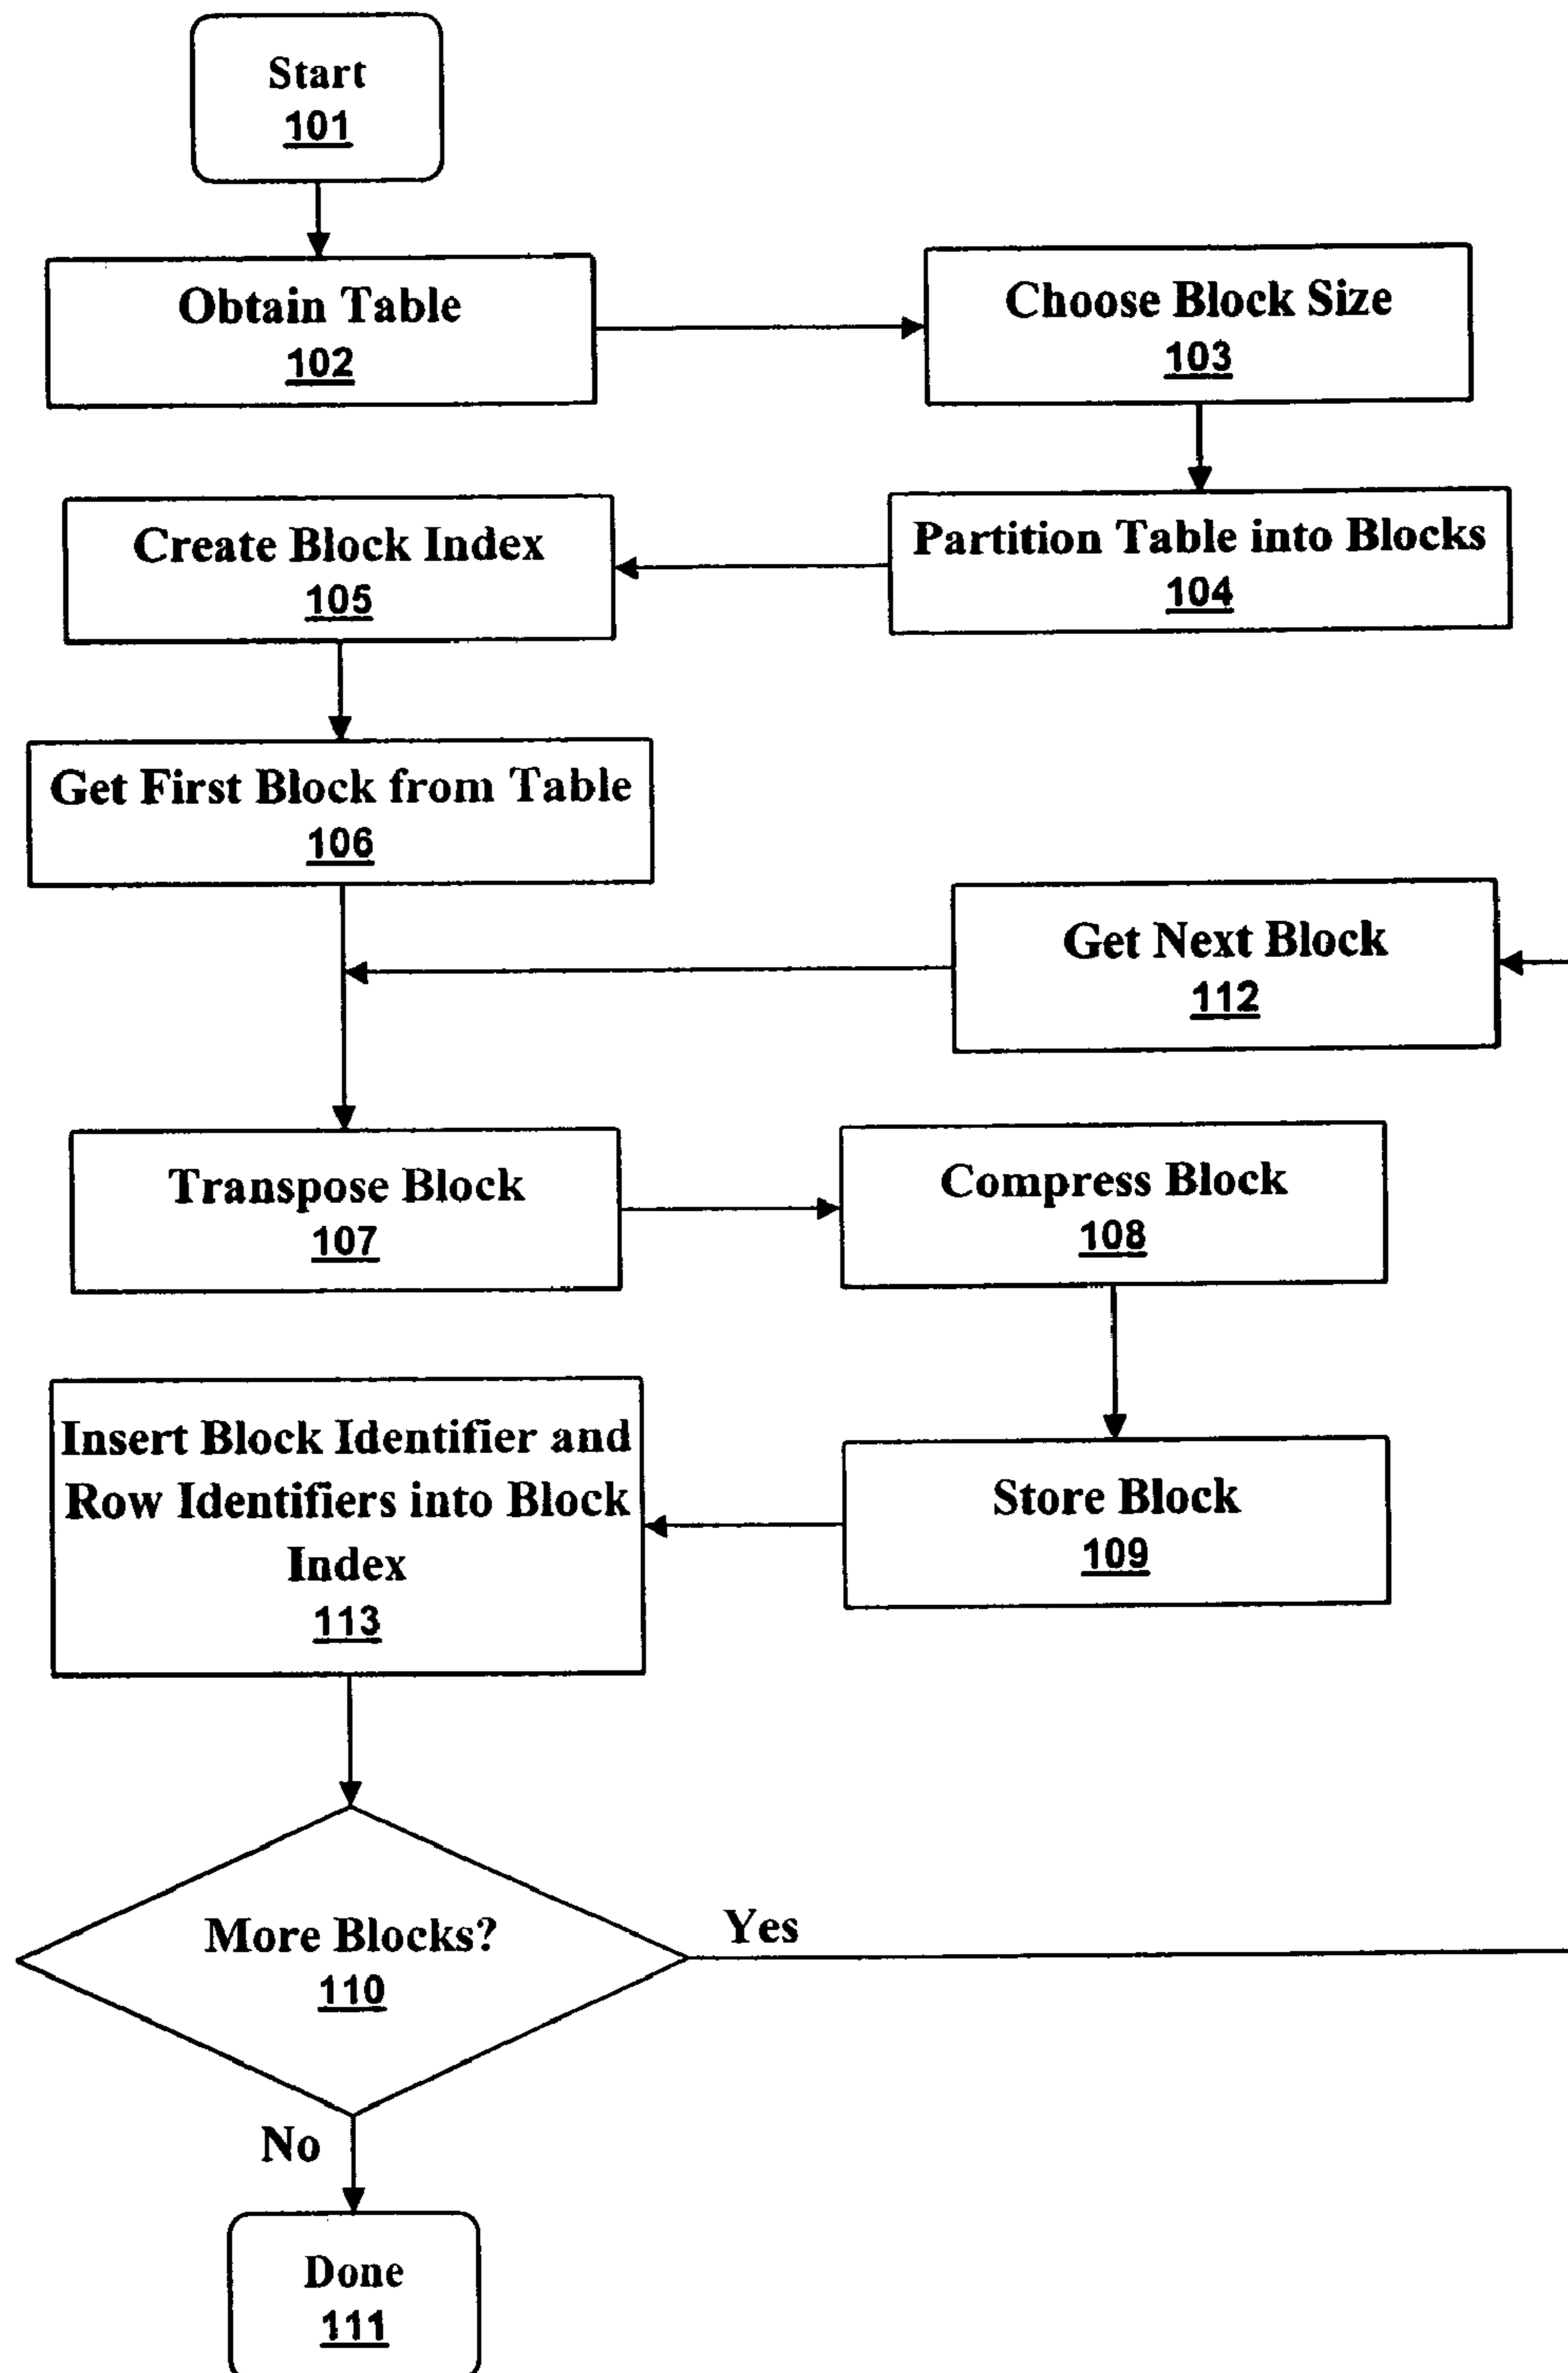 Start
101
Obtain Table
102
Choose Block Size
103
Partition Table into Blocks
104
Create Block Index
105
Get First Block from Table
106
Get Next Block
112
Transpose Block
107
Compress Block
108
Store Block
109
Insert Block Identifier and
Row Identifiers into Block
Index
113
More Blocks?
110
Yes
No
Done
111